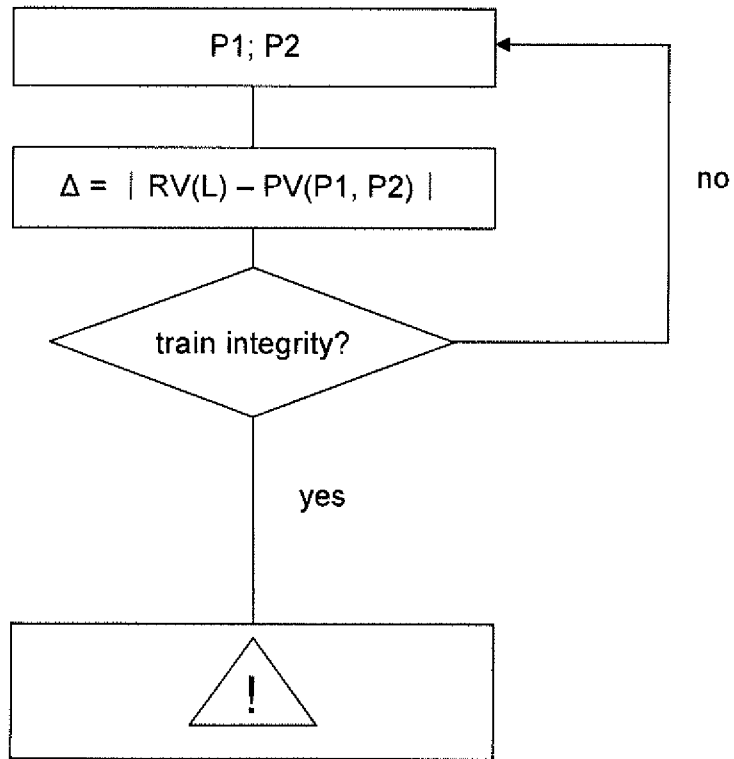 P1; P2
Δ = | RV(L) – PV(P1, P2) |
no
train integrity?
yes
!